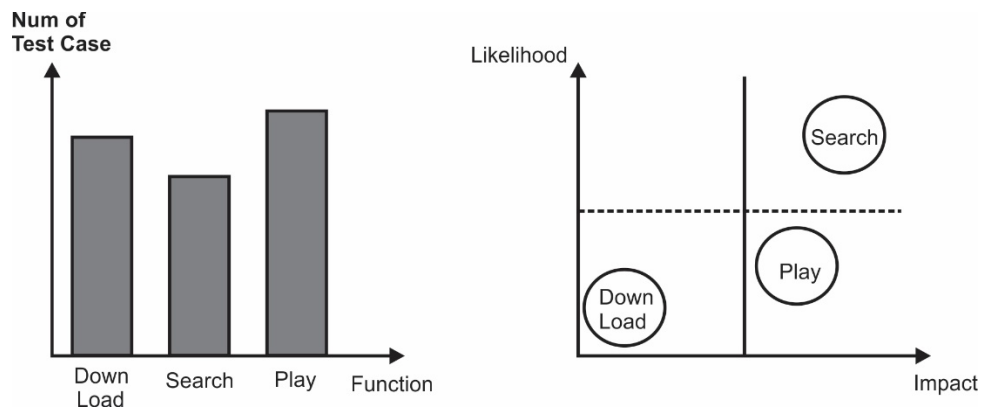 Num of
Test Case
Down
Load
Search
Play
Function
Likelihood
Search
Play
Down
Load
Impact